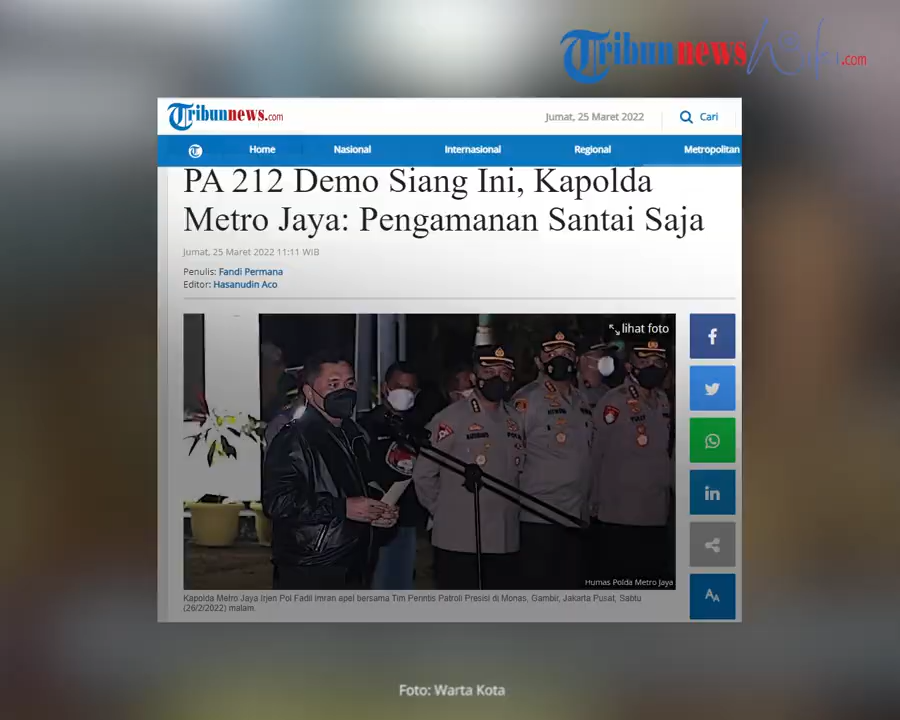 Tribunnews Wiki.com
Tribunnews.com
Jumat, 25 Maret 2022
Cari
Home
Nasional
Internasional
Regional
Metropolitan
PA 212 Demo Siang Ini, Kapolda
Metro Jaya: Pengamanan Santai Saja
Jumat, 25 Maret 2022 11:11 WIB
Penulis: Fandi Permana
Editor: Hasanudin Aco
lihat foto
Humas Polda Metro Jaya
Kapolda Metro Jaya Irjen Pol Fadil Imran apel bersama Tim Perintis Patroli Presisi di Monas, Gambir, Jakarta Pusat, Sabtu
(26/2/2022) malam.
Foto: Warta Kota